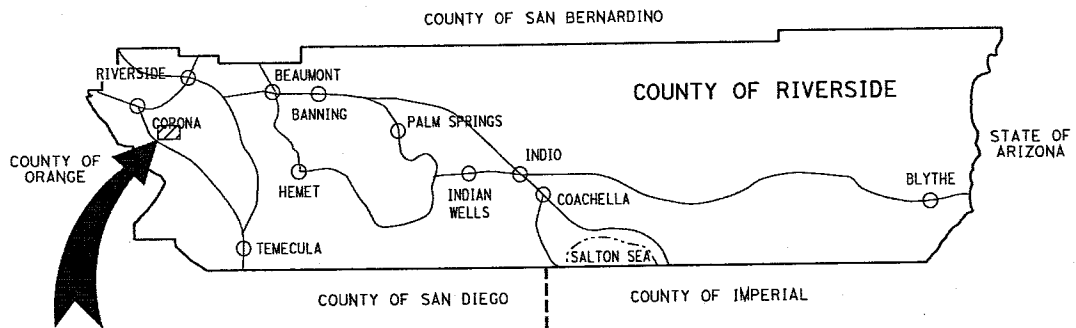 COUNTY OF SAN BERNARDINO
RIVERSIDE
BEAUMONT
COUNTY OF RIVERSIDE
BANNING
CORONA
PALM SPRINGS
STATE OF
ARIZONA
COUNTY OF
ORANGE
INDIO
HEMET
INDIAN
WELLS
COACHELLA
BLYTHE
TEMECULA
SALTON SEA
COUNTY OF SAN DIEGO
COUNTY OF IMPERIAL